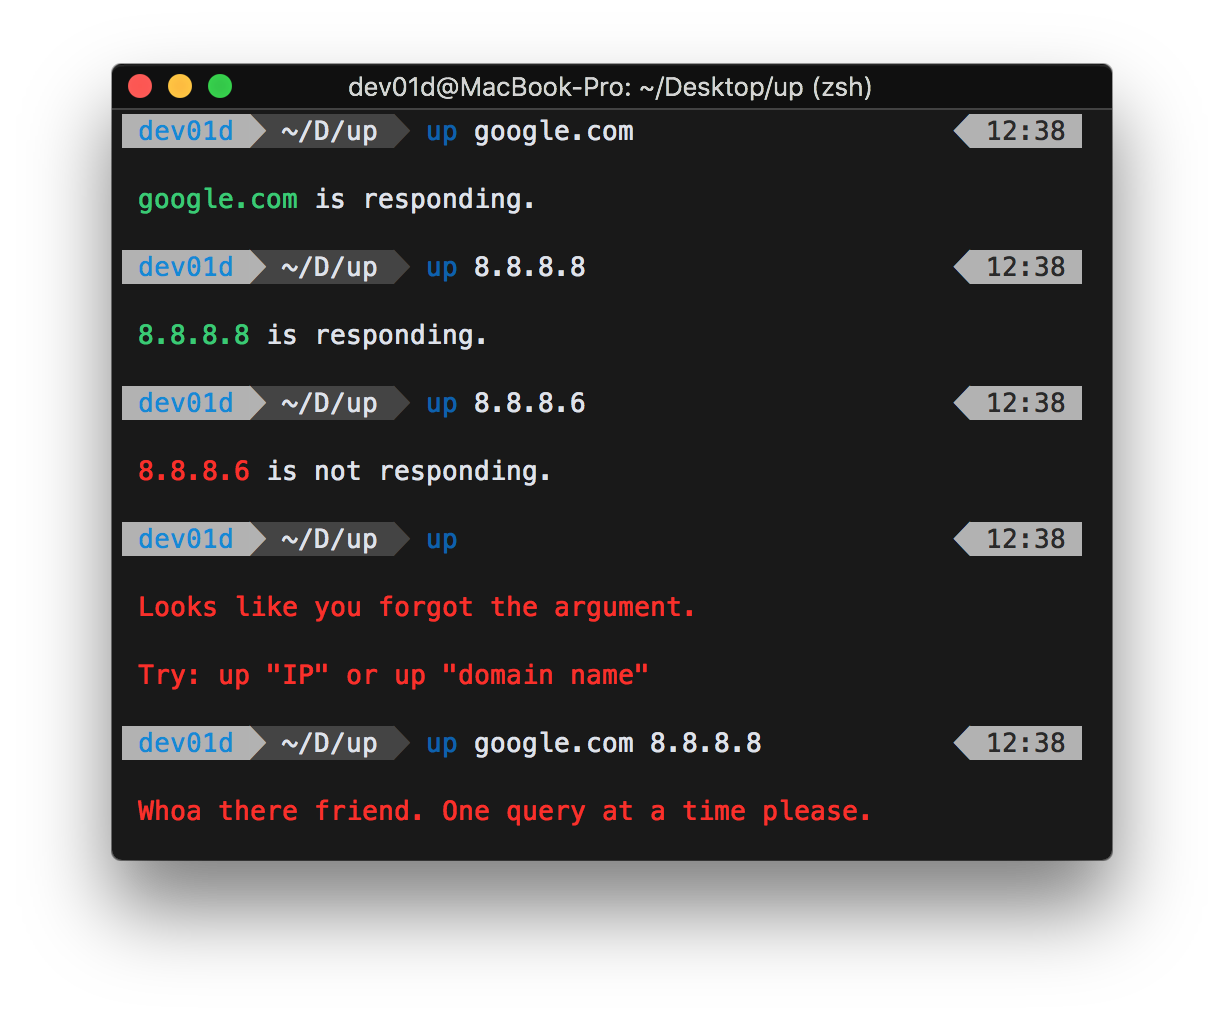 dev01d@MacBook-Pro: ~/Desktop/up (zsh)
dev01d ~/D/up up google.com 12:38
google.com is responding.
dev01d ~/D/up up 8.8.8.8 12:38
8.8.8.8 is responding.
dev01d ~/D/up up 8.8.8.6 12:38
8.8.8.6 is not responding.
dev01d ~/D/up up 12:38
Looks like you forgot the argument.
Try: up "IP" or up "domain name"
dev01d ~/D/up up google.com 8.8.8.8 12:38
Whoa there friend. One query at a time please.